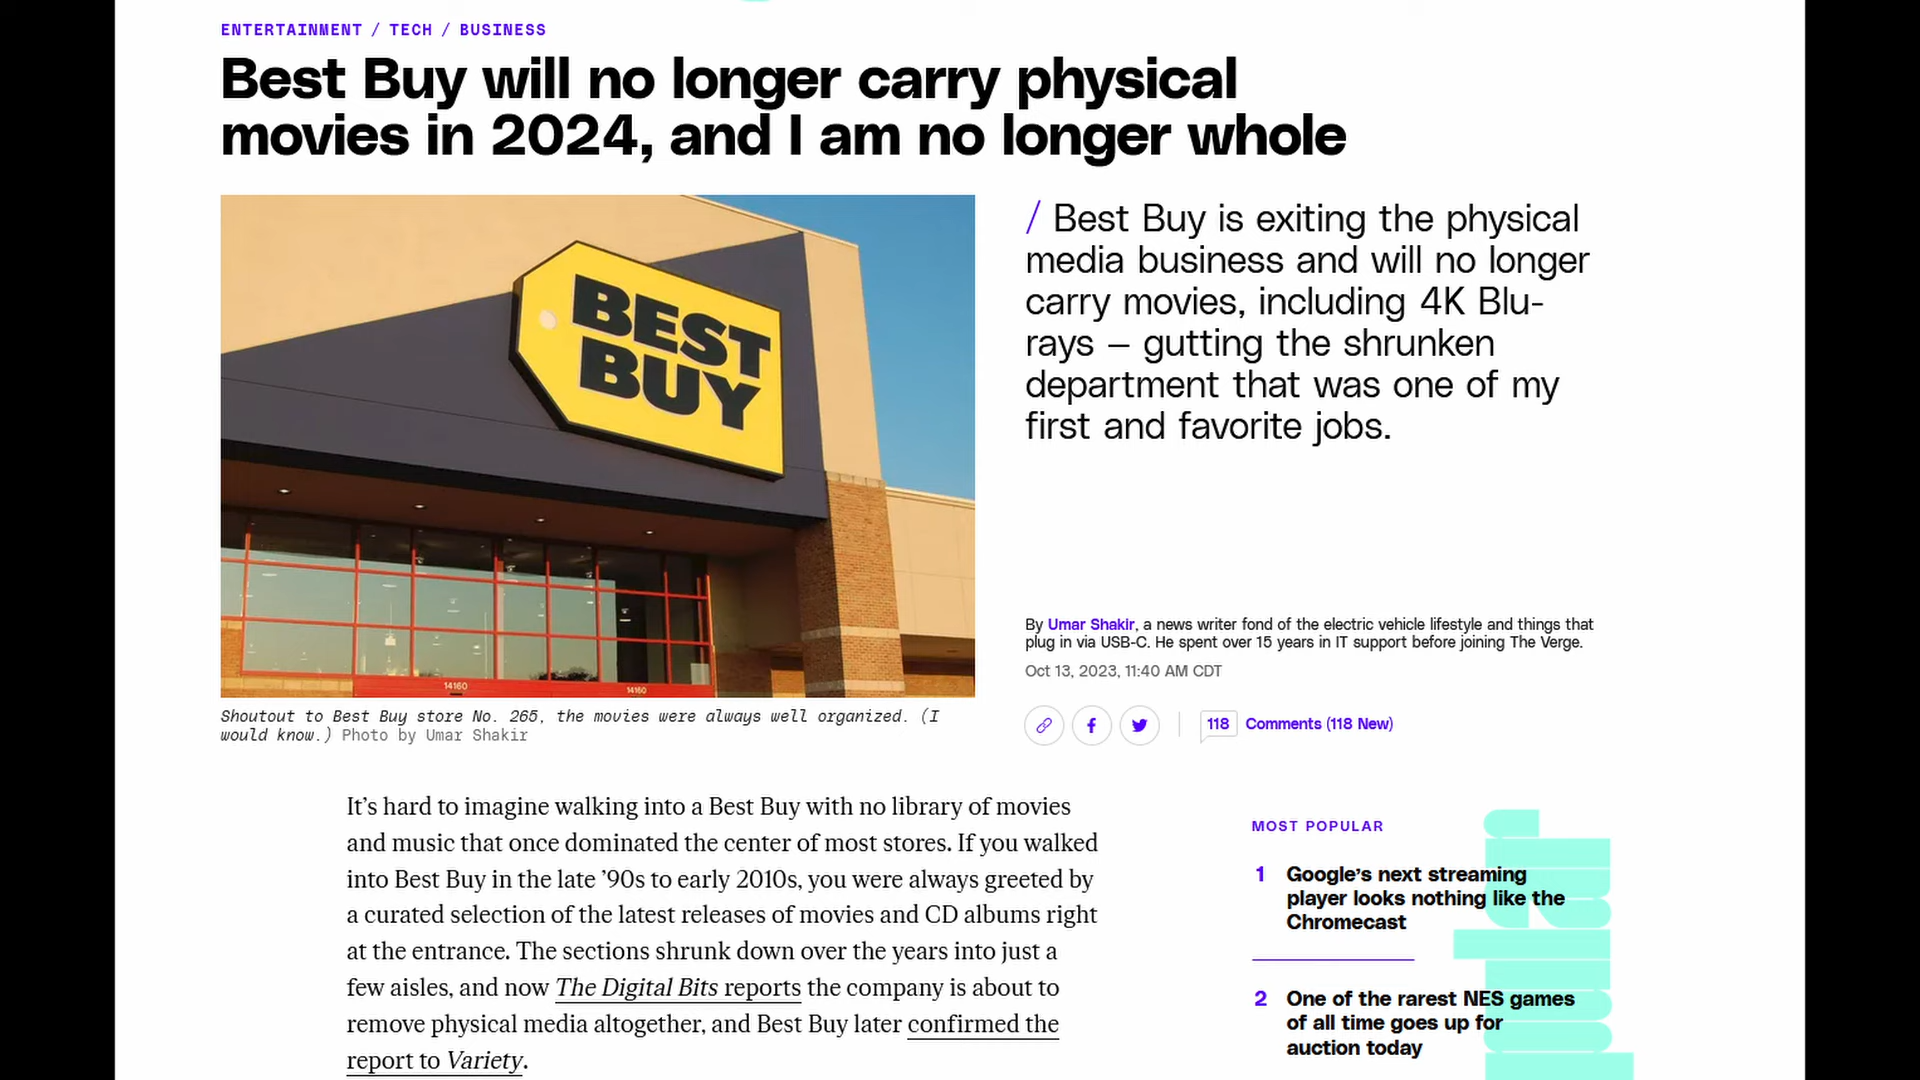 ENTERTAINMENT / TECH / BUSINESS
Best Buy will no longer carry physical
movies in 2024, and I am no longer whole
BEST
BUY
14160
14160
Shoutout to Best Buy store No. 265, the movies were always well organized. (I
would know.) Photo by Umar Shakir
/ Best Buy is exiting the physical
media business and will no longer
carry movies, including 4K Blu-
rays — gutting the shrunken
department that was one of my
first and favorite jobs.
By Umar Shakir, a news writer fond of the electric vehicle lifestyle and things that
plug in via USB-C. He spent over 15 years in IT support before joining The Verge.
Oct 13, 2023, 11:40 AM CDT
118 Comments (118 New)
It’s hard to imagine walking into a Best Buy with no library of movies
and music that once dominated the center of most stores. If you walked
into Best Buy in the late ’90s to early 2010s, you were always greeted by
a curated selection of the latest releases of movies and CD albums right
at the entrance. The sections shrunk down over the years into just a
few aisles, and now The Digital Bits reports the company is about to
remove physical media altogether, and Best Buy later confirmed the
report to Variety.
MOST POPULAR
1 Google’s next streaming
player looks nothing like the
Chromecast
2 One of the rarest NES games
of all time goes up for
auction today